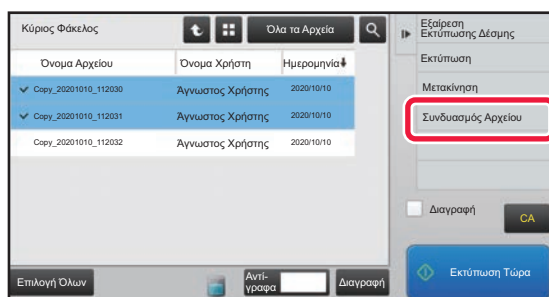 Κύριος Φάκελος
Όλα τα Αρχεία
Όνομα Αρχείου Όνομα Χρήστη Ημερομηνία
Copy_20201010_112030 Άγνωστος Χρήστης 2020/10/10
Copy_20201010_112031 Άγνωστος Χρήστης 2020/10/10
Copy_20201010_112032 Άγνωστος Χρήστης 2020/10/10
Επιλογή Όλων
Αντί-
γραφα
Διαγραφή
Εξαίρεση
Εκτύπωσης Δέσμης
Εκτύπωση
Μετακίνηση
Συνδυασμός Αρχείου
Διαγραφή
CA
Εκτύπωση Τώρα